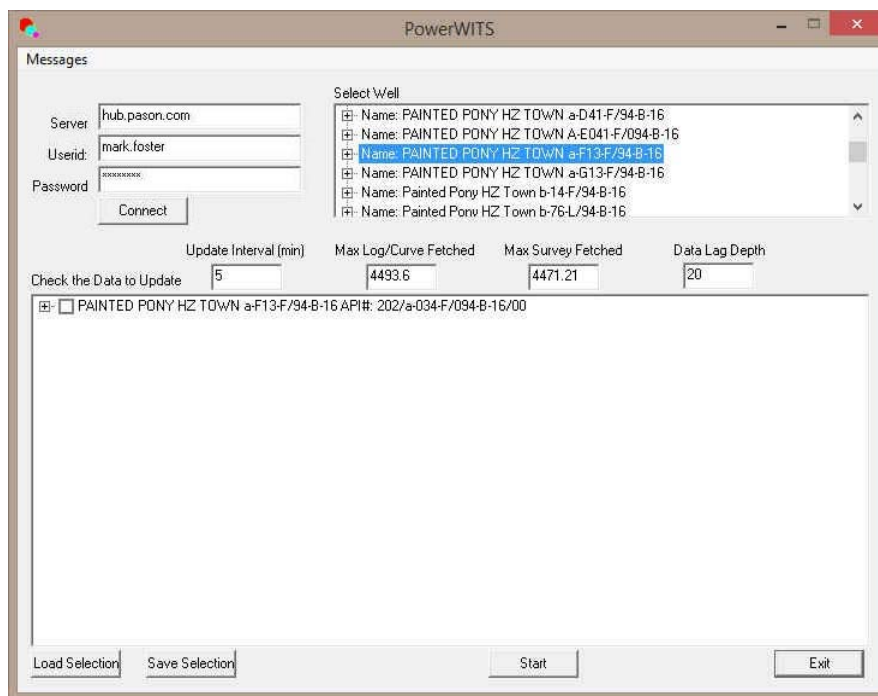 PowerWITS
Messages
Server hub.pason.com
Userid: mark.foster
Password ××××××××
Connect
Select Well
Name: PAINTED PONY HZ TOWN a-D41-F/94-B-16
Name: PAINTED PONY HZ TOWN A-E041-F/094-B-16
Name: PAINTED PONY HZ TOWN a-F13-F/94-B-16
Name: PAINTED PONY HZ TOWN a-G13-F/94-B-16
Name: Painted Pony HZ Town b-14-F/94-B-16
Name: Painted Pony HZ Town b-76-L/94-B-16
Update Interval (min) Max Log/Curve Fetched Max Survey Fetched Data Lag Depth
Check the Data to Update 5 4493.6 4471.21 20
PAINTED PONY HZ TOWN a-F13-F/94-B-16 API#: 202/a-034-F/094-B-16/00
Load Selection Save Selection Start Exit